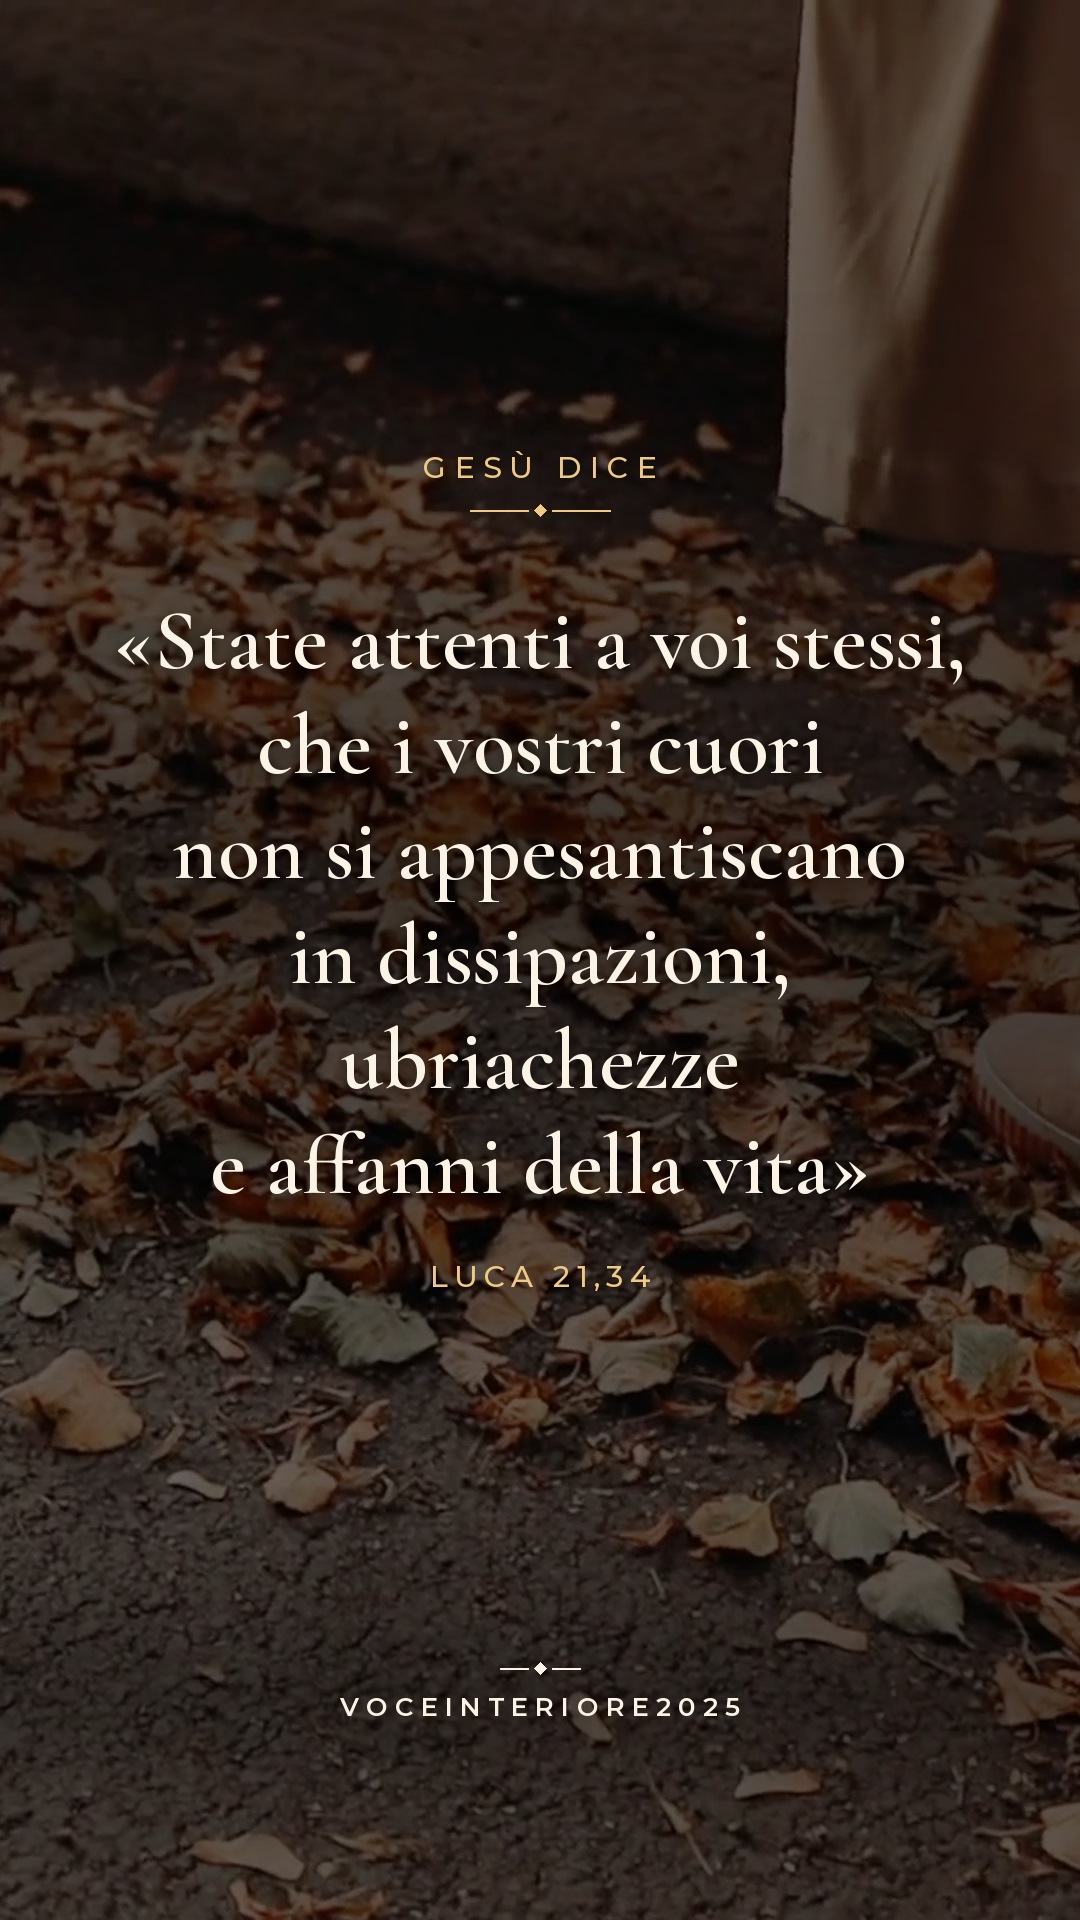 GESÙ DICE
«State attenti a voi stessi,
che i vostri cuori
non si appesantiscano
in dissipazioni,
ubriachezze
e affanni della vita»
LUCA 21,34
VOCEINTERIORE2025